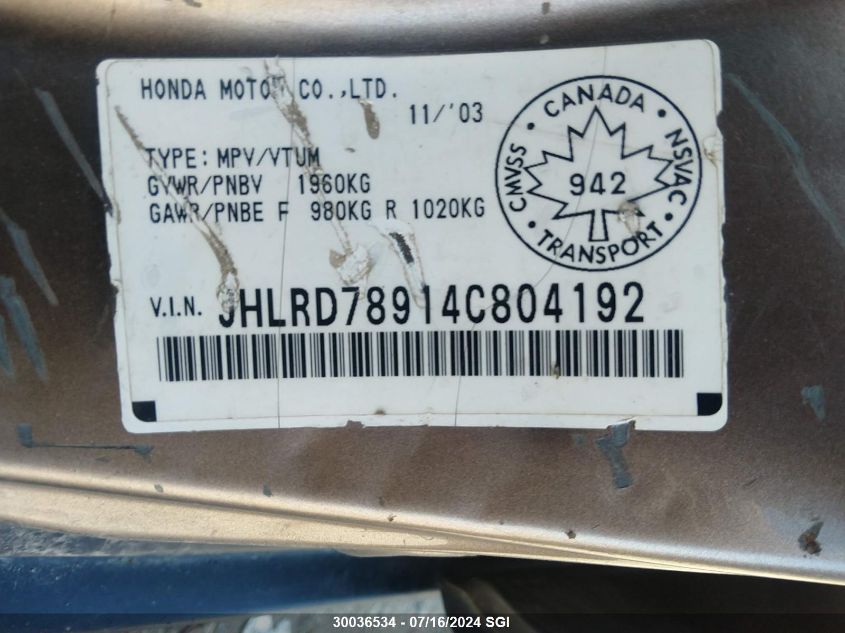 HONDA MOTOR CO.,LTD.
11/'03
TYPE: MPV/VTUM
GVWR/PNBV 1960KG
GAWR/PNBE F 980KG R 1020KG
CANADA
CMVSS
NSVAC
942
TRANSPORT
V.I.N. JHLRD78914C804192
30036534 - 07/16/2024 SGI